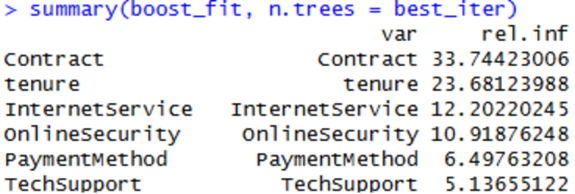 > summary(boost_fit, n.trees = best_iter)
var rel.inf
Contract Contract 33.74423006
tenure tenure 23.68123988
InternetService InternetService 12.20220245
OnlineSecurity OnlineSecurity 10.91876248
PaymentMethod PaymentMethod 6.49763208
TechSupport TechSupport 5.13655122